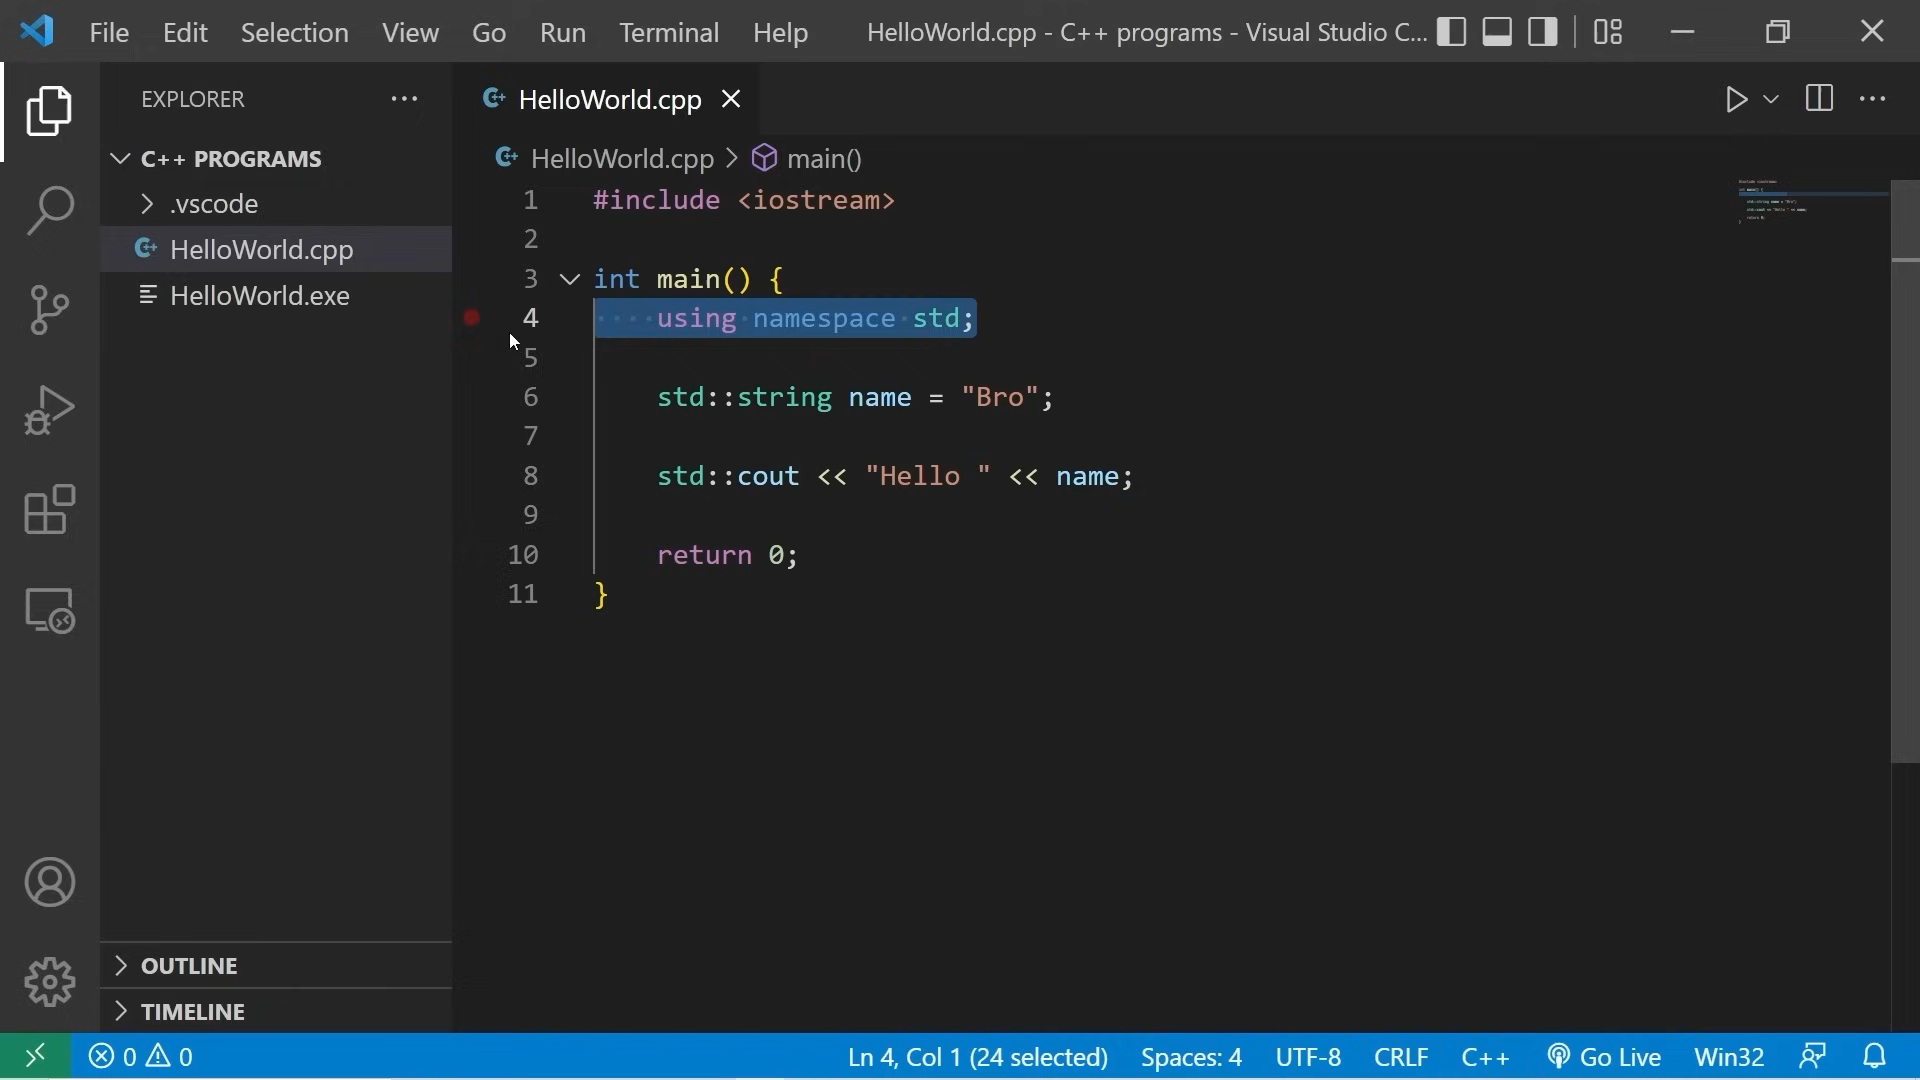 File Edit Selection View Go Run Terminal Help HelloWorld.cpp - C++ programs - Visual Studio C...
EXPLORER
C++ PROGRAMS
.vscode
HelloWorld.cpp
HelloWorld.exe
OUTLINE
TIMELINE
HelloWorld.cpp
HelloWorld.cpp > main()
1 #include <iostream>
2
3 int main() {
4 using namespace std;
5
6 std::string name = "Bro";
7
8 std::cout << "Hello " << name;
9
10 return 0;
11 }
0 0 Ln 4, Col 1 (24 selected) Spaces: 4 UTF-8 CRLF C++ Go Live Win32